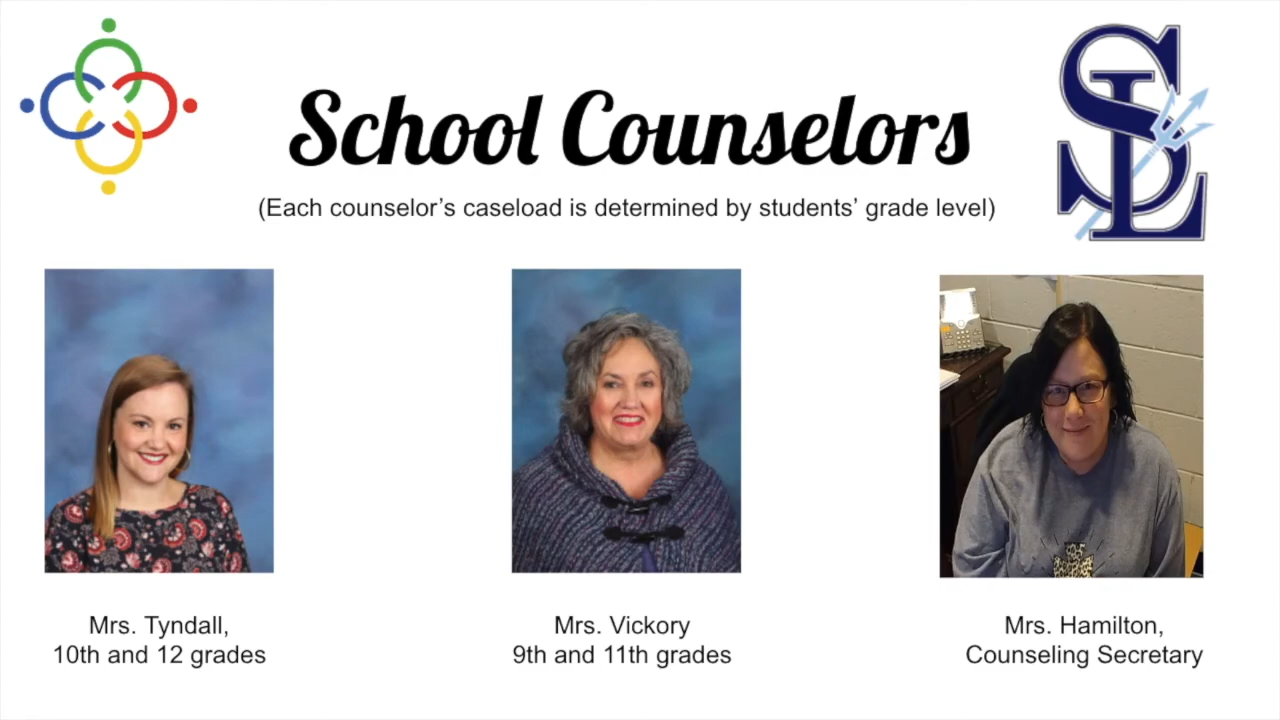 School Counselors
SL
(Each counselor’s caseload is determined by students’ grade level)
Mrs. Tyndall,
10th and 12 grades
Mrs. Vickory
9th and 11th grades
Mrs. Hamilton,
Counseling Secretary